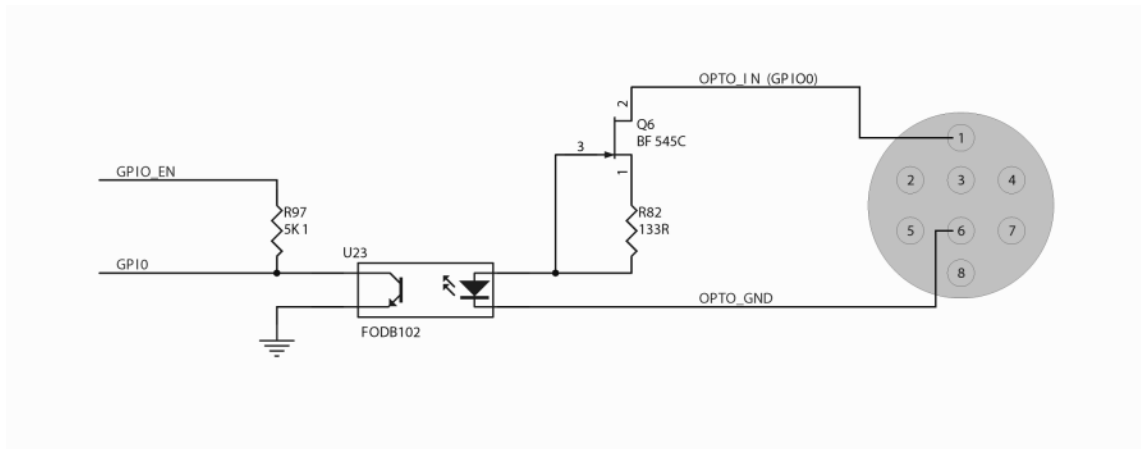 OPTO_IN (GPIO0)
2
Q6
BF 545C
3
1
1
GPIO_EN
2
3
4
R97
5K1
R82
133R
5
6
7
U23
GPI0
8
OPTO_GND
FODB102